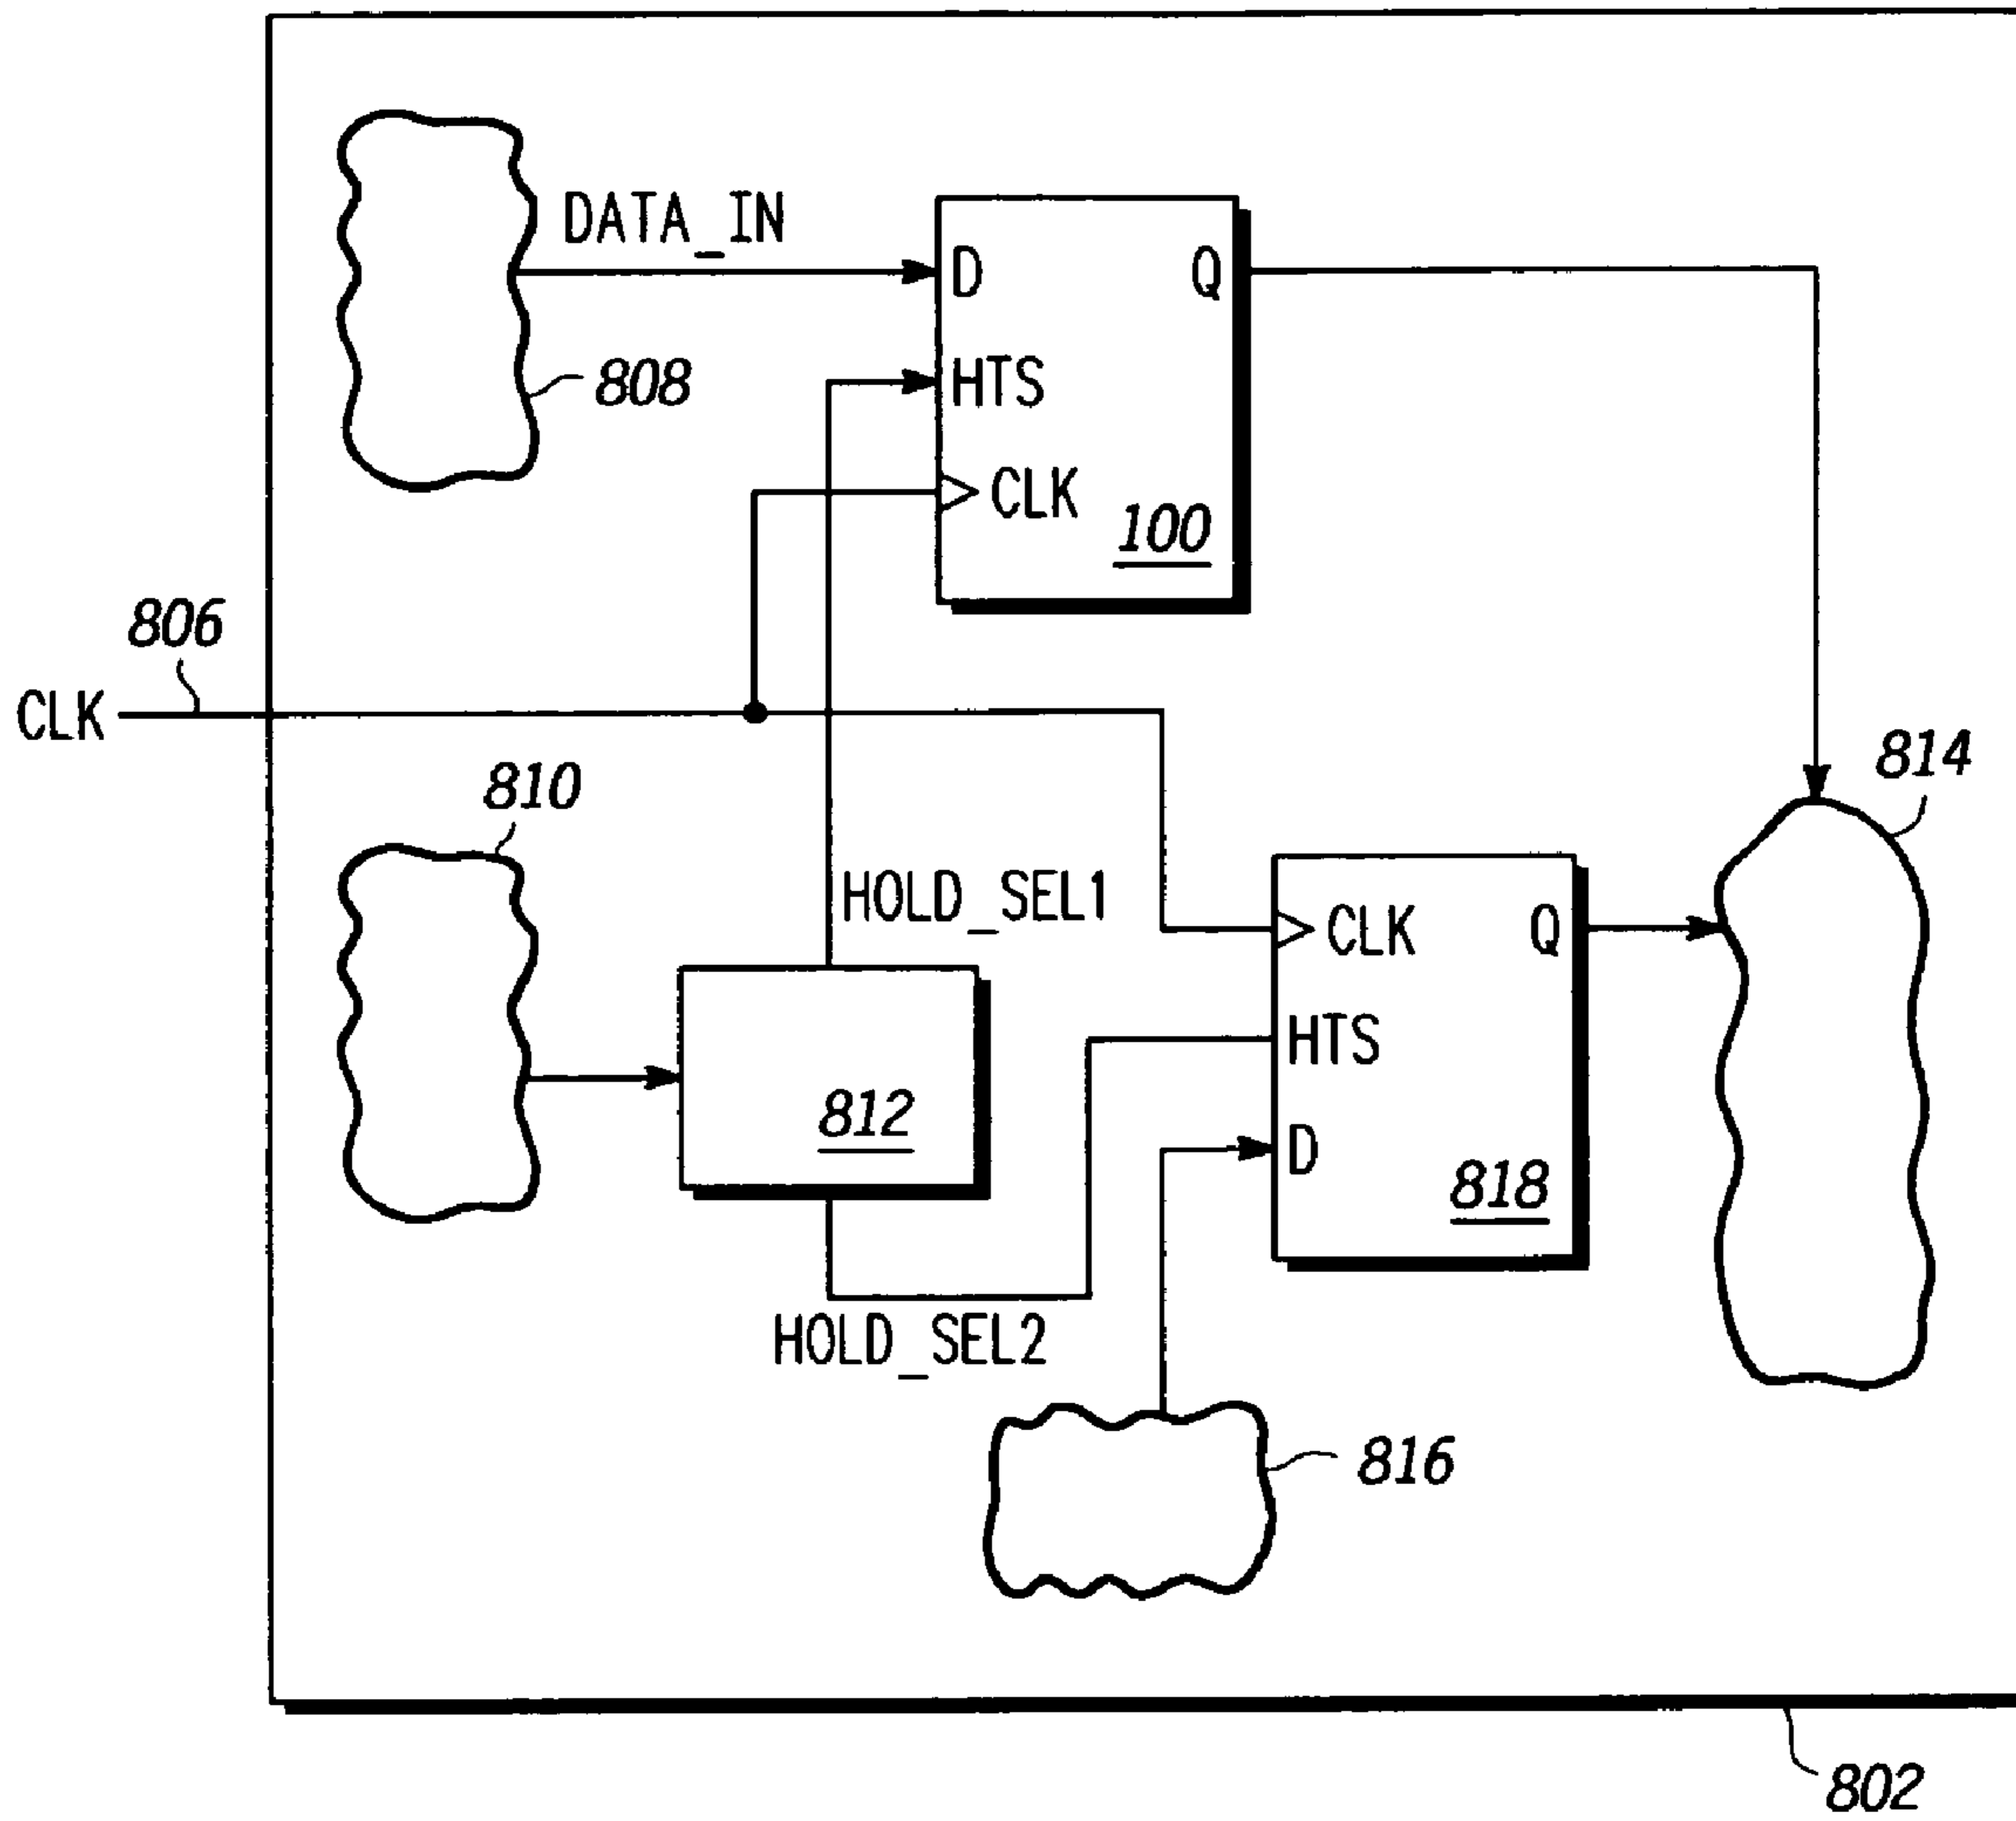 DATA_IN
D
Q
808
HTS
CLK
100
806
CLK
810
814
HOLD_SEL1
CLK
Q
HTS
812
D
818
HOLD_SEL2
816
802